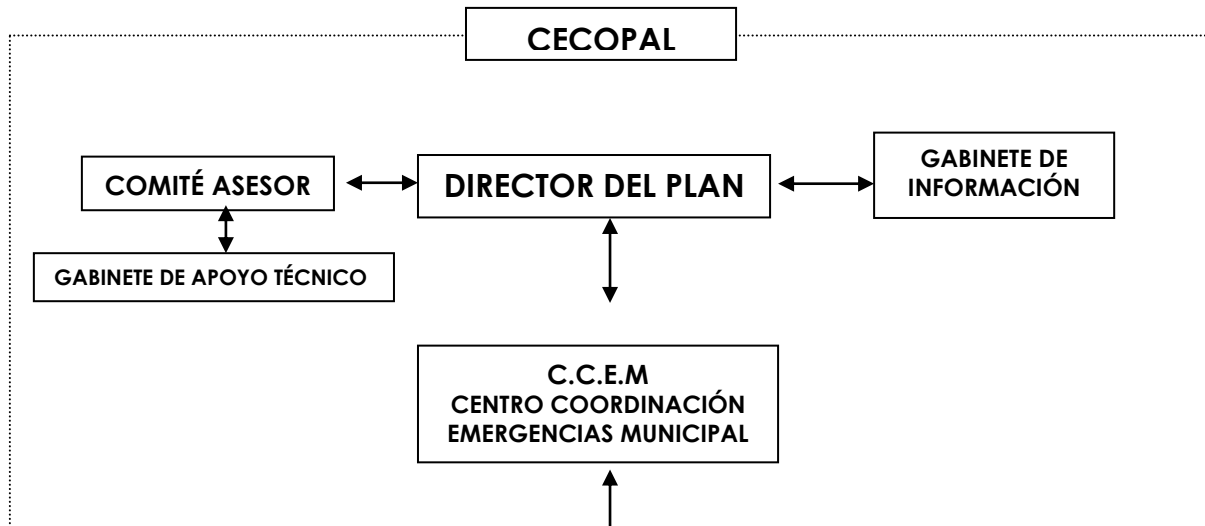 CECOPAL
COMITÉ ASESOR
DIRECTOR DEL PLAN
GABINETE DE
INFORMACIÓN
GABINETE DE APOYO TÉCNICO
C.C.E.M
CENTRO COORDINACIÓN
EMERGENCIAS MUNICIPAL